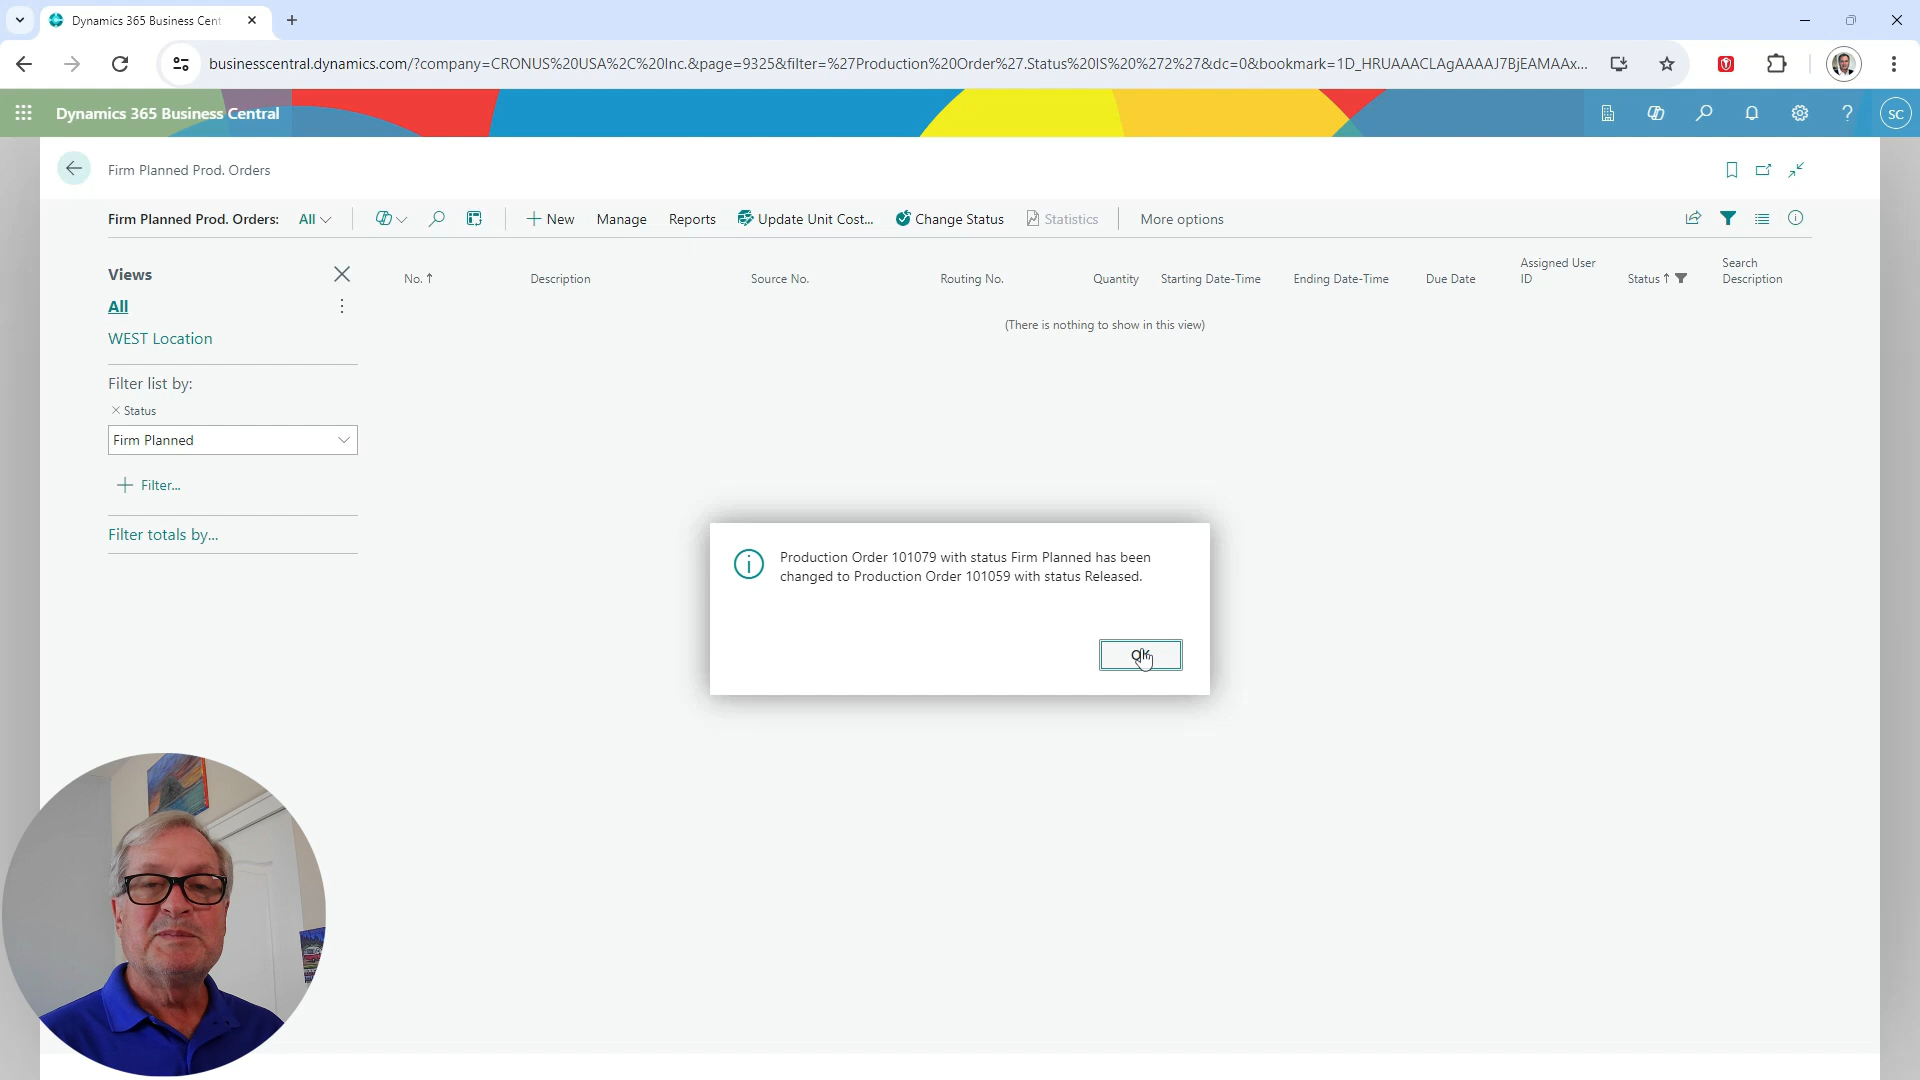 Dynamics 365 Business Cent
businesscentral.dynamics.com/?company=CRONUS%20USA%2C%20Inc.&page=9325&filter=%27Production%20Order%27.Status%20IS%20%272%27&dc=0&bookmark=1D_HRUAAACLAgAAAAJ7BjEAMAAx...
Dynamics 365 Business Central
SC
Firm Planned Prod. Orders
Firm Planned Prod. Orders: All
New Manage Reports Update Unit Cost... Change Status Statistics More options
Views
All
WEST Location
Filter list by:
Status
Firm Planned
Filter...
Filter totals by...
No. Description Source No. Routing No. Quantity Starting Date-Time Ending Date-Time Due Date Assigned User ID Status Search Description
(There is nothing to show in this view)
Production Order 101079 with status Firm Planned has been
changed to Production Order 101059 with status Released.
OK